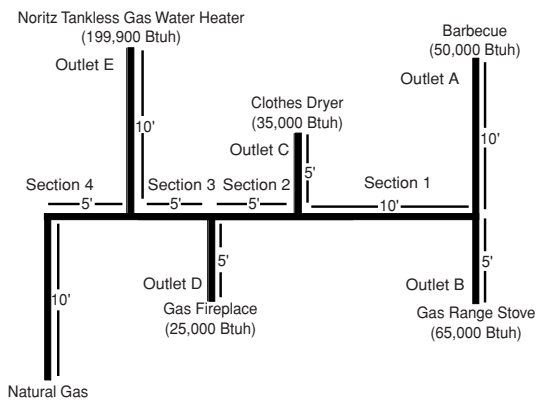 Noritz Tankless Gas Water Heater
(199,900 Btuh)
Outlet E
10'
Barbecue
(50,000 Btuh)
Outlet A
10'
Clothes Dryer
(35,000 Btuh)
Outlet C
5'
Section 4
5'
Section 3
5'
Section 2
5'
Section 1
10'
10'
Natural Gas
5'
Outlet D
Gas Fireplace
(25,000 Btuh)
5'
Outlet B
Gas Range Stove
(65,000 Btuh)